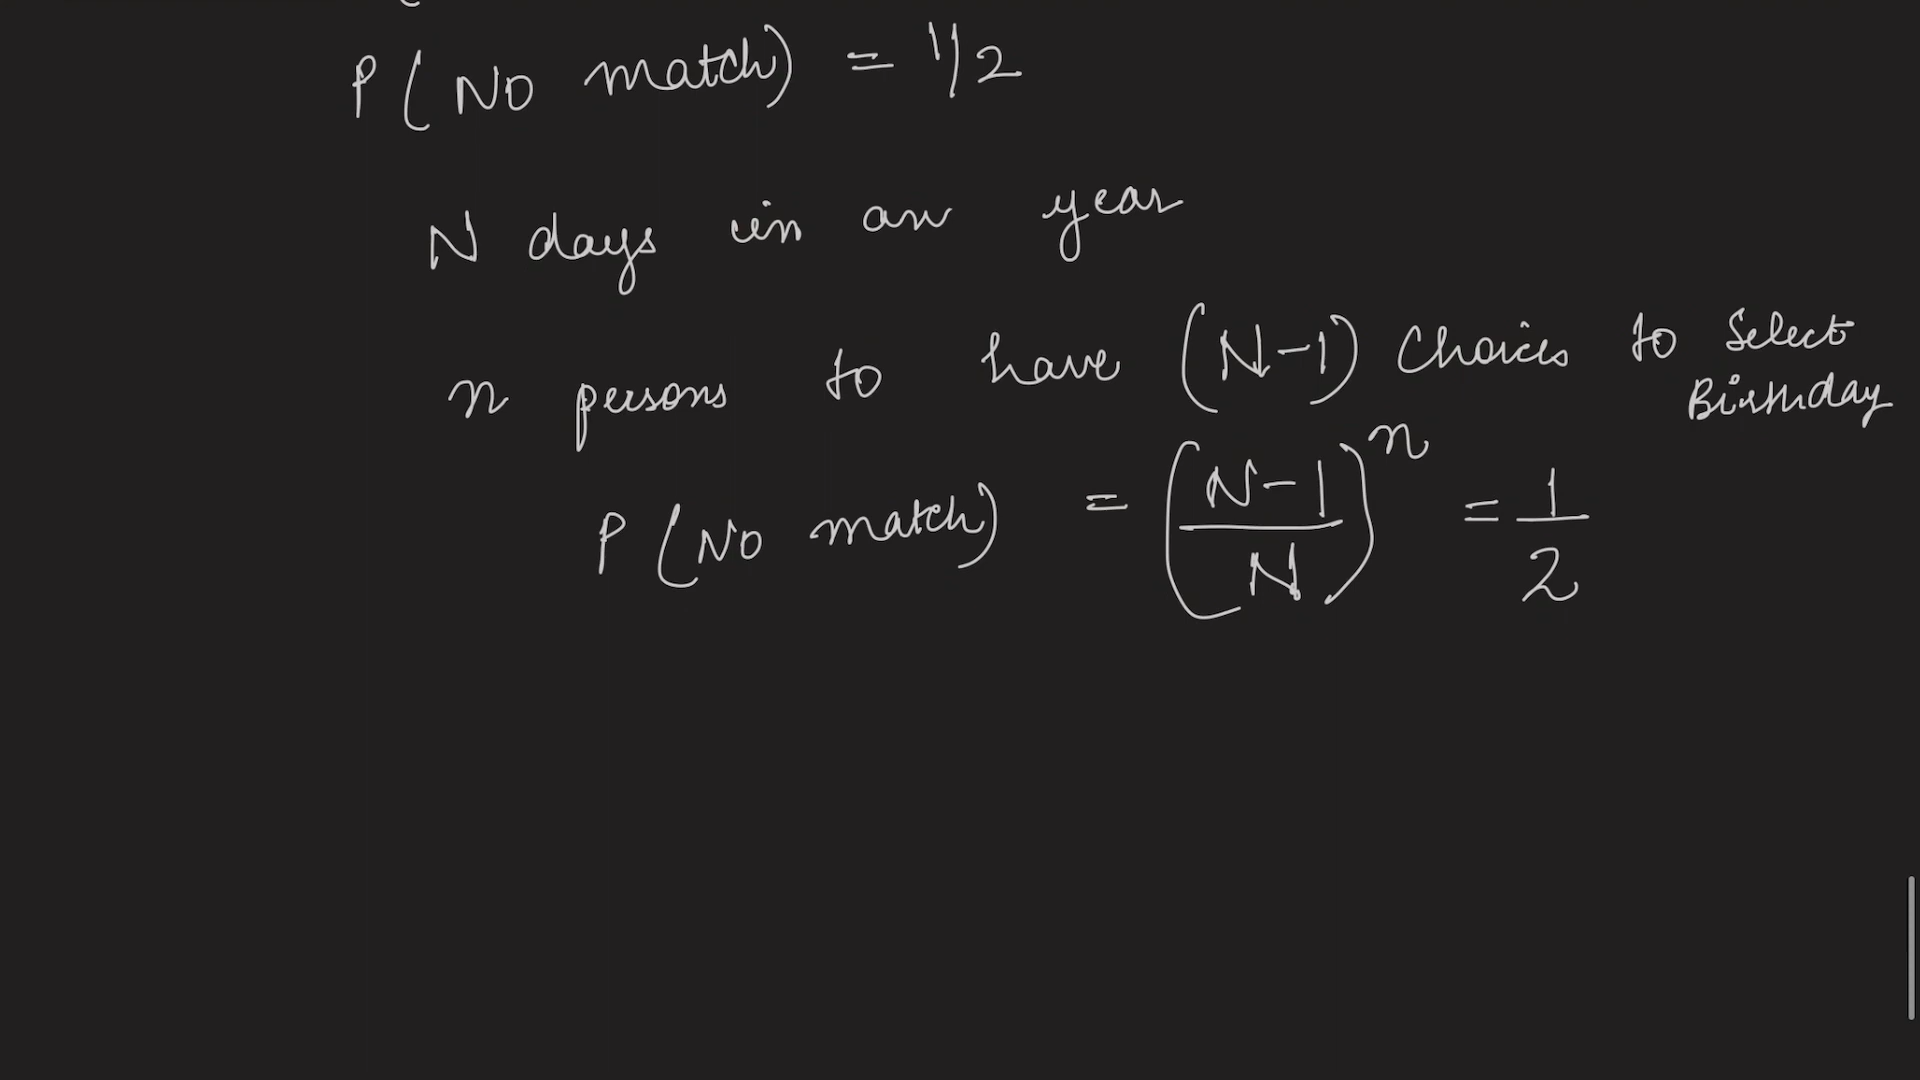 P(No match) = 1/2
N days in an year
n persons to have (N-1) choices to Select Birthday
P(No match) = ((N-1)/N)^n = 1/2